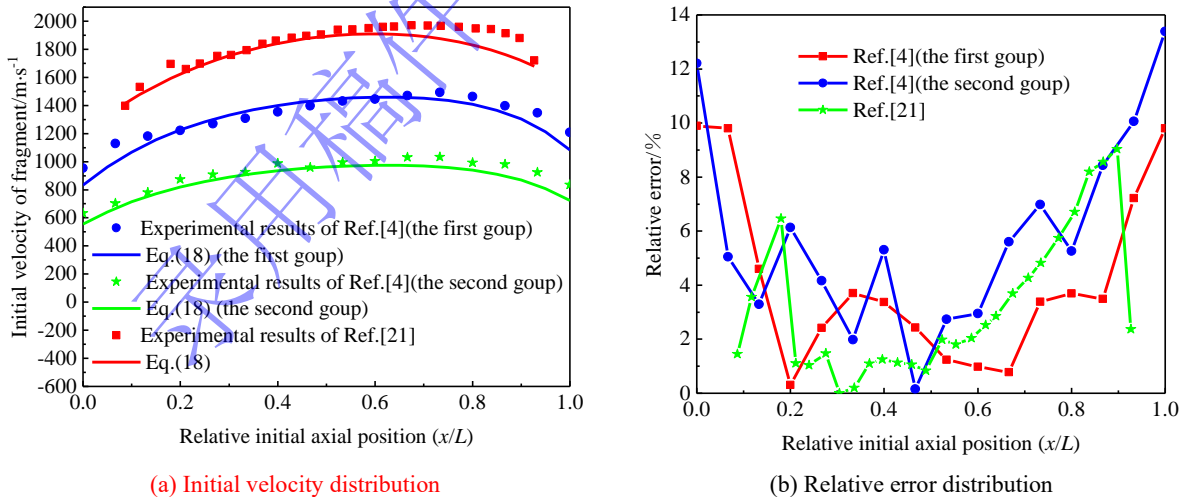 2000
1800
1600
1400
1200
1000
800
600
400
200
0
-200
-400
-600
Initial velocity of fragment/m·s-1
Experimental results of Ref.[4](the first goup)
Eq.(18) (the first goup)
Experimental results of Ref.[4](the second goup)
Eq.(18) (the second goup)
Experimental results of Ref.[21]
Eq.(18)
0.0 0.2 0.4 0.6 0.8 1.0
Relative initial axial position (x/L)
(a) Initial velocity distribution
14
12
10
8
6
4
2
0
Relative error/%
Ref.[4](the first goup)
Ref.[4](the second goup)
Ref.[21]
0.0 0.2 0.4 0.6 0.8 1.0
Relative initial axial position (x/L)
(b) Relative error distribution
录用稿